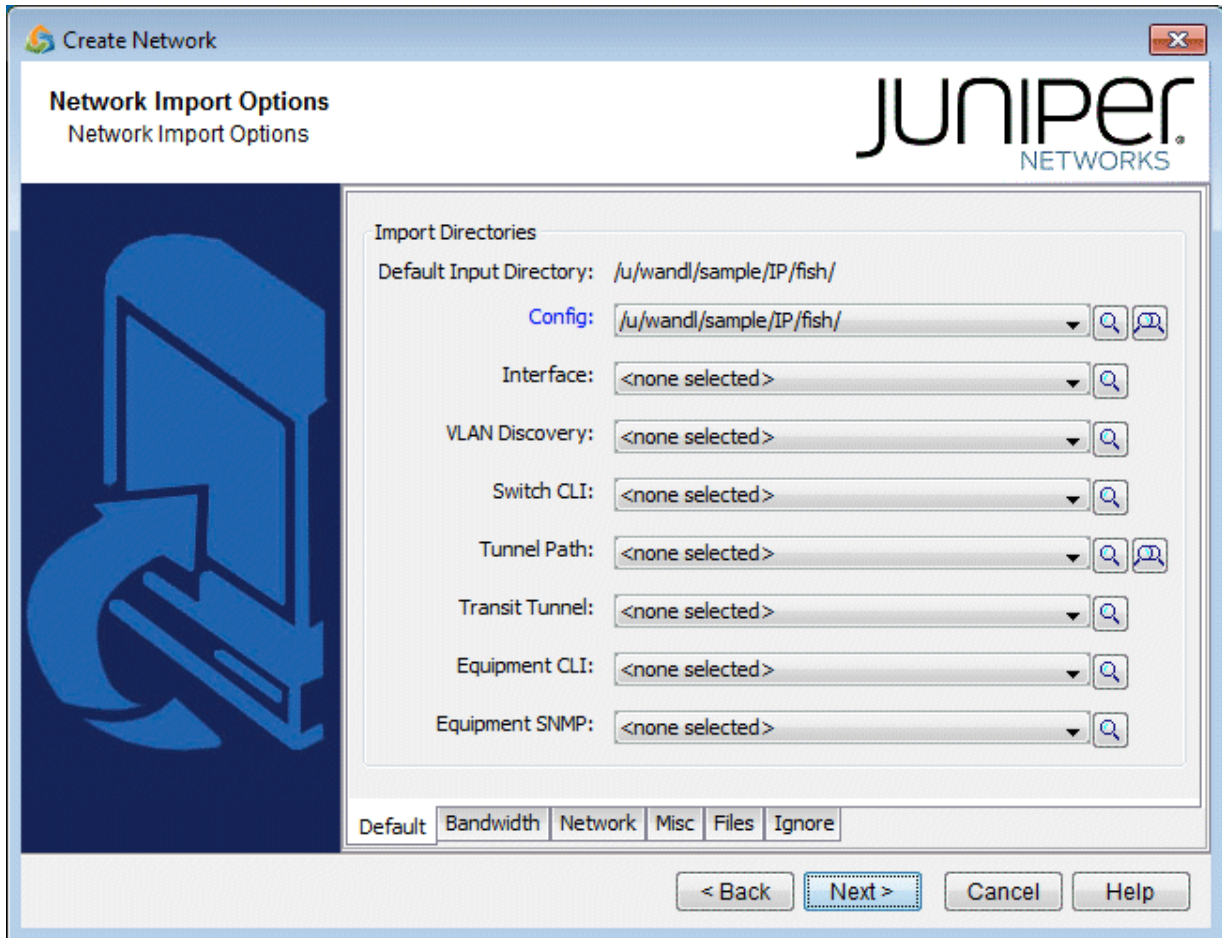 Create Network
Network Import Options
Network Import Options
JUNIPER
NETWORKS
Import Directories
Default Input Directory: /u/wandl/sample/IP/fish/
Config: /u/wandl/sample/IP/fish/
Interface: <none selected>
VLAN Discovery: <none selected>
Switch CLI: <none selected>
Tunnel Path: <none selected>
Transit Tunnel: <none selected>
Equipment CLI: <none selected>
Equipment SNMP: <none selected>
Default Bandwidth Network Misc Files Ignore
< Back Next > Cancel Help